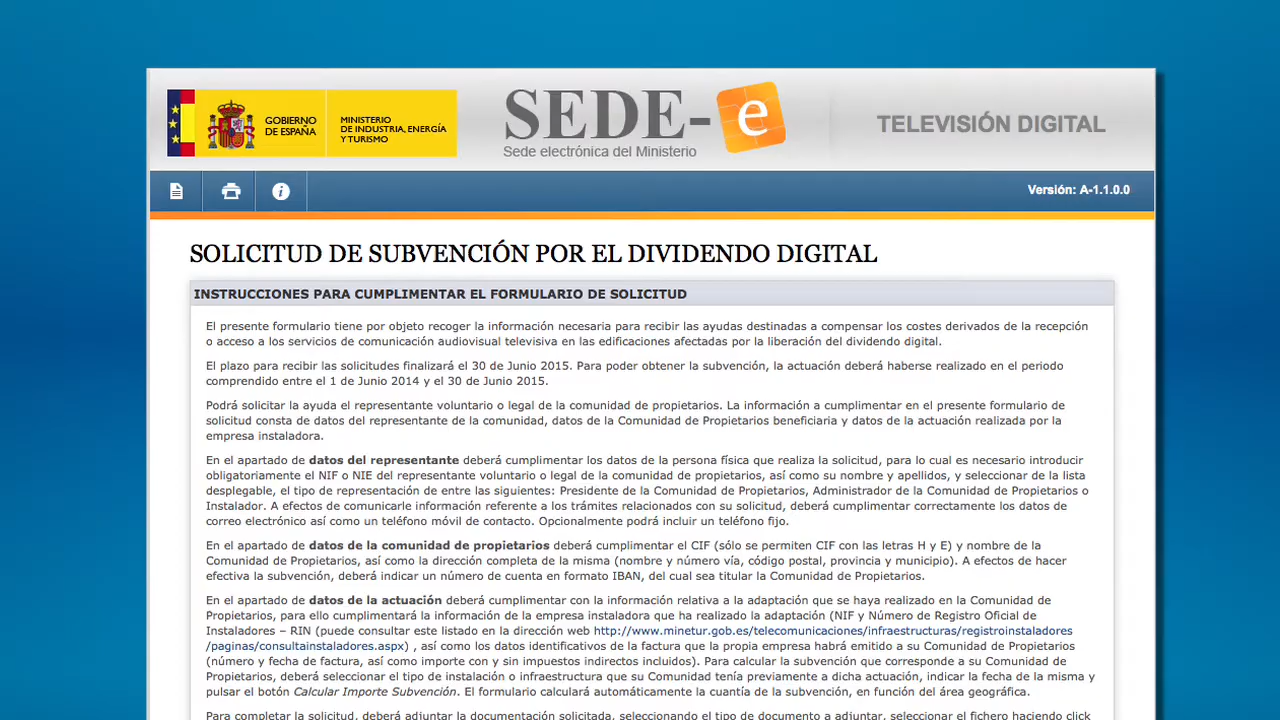 GOBIERNO
DE ESPAÑA
MINISTERIO
DE INDUSTRIA, ENERGÍA
Y TURISMO
SEDE-e
Sede electrónica del Ministerio
TELEVISIÓN DIGITAL
Versión: A-1.1.0.0
SOLICITUD DE SUBVENCIÓN POR EL DIVIDENDO DIGITAL
INSTRUCCIONES PARA CUMPLIMENTAR EL FORMULARIO DE SOLICITUD
El presente formulario tiene por objeto recoger la información necesaria para recibir las ayudas destinadas a compensar los costes derivados de la recepción
o acceso a los servicios de comunicación audiovisual televisiva en las edificaciones afectadas por la liberación del dividendo digital.
El plazo para recibir las solicitudes finalizará el 30 de Junio 2015. Para poder obtener la subvención, la actuación deberá haberse realizado en el periodo
comprendido entre el 1 de Junio 2014 y el 30 de Junio 2015.
Podrá solicitar la ayuda el representante voluntario o legal de la comunidad de propietarios. La información a cumplimentar en el presente formulario de
solicitud consta de datos del representante de la comunidad, datos de la Comunidad de Propietarios beneficiaria y datos de la actuación realizada por la
empresa instaladora.
En el apartado de datos del representante deberá cumplimentar los datos de la persona física que realiza la solicitud, para lo cual es necesario introducir
obligatoriamente el NIF o NIE del representante voluntario o legal de la comunidad de propietarios, así como su nombre y apellidos, y seleccionar de la lista
desplegable, el tipo de representación de entre las siguientes: Presidente de la Comunidad de Propietarios, Administrador de la Comunidad de Propietarios o
Instalador. A efectos de comunicarle información referente a los trámites relacionados con su solicitud, deberá cumplimentar correctamente los datos de
correo electrónico así como un teléfono móvil de contacto. Opcionalmente podrá incluir un teléfono fijo.
En el apartado de datos de la comunidad de propietarios deberá cumplimentar el CIF (sólo se permiten CIF con las letras H y E) y nombre de la
Comunidad de Propietarios, así como la dirección completa de la misma (nombre y número vía, código postal, provincia y municipio). A efectos de hacer
efectiva la subvención, deberá indicar un número de cuenta en formato IBAN, del cual sea titular la Comunidad de Propietarios.
En el apartado de datos de la actuación deberá cumplimentar con la información relativa a la adaptación que se haya realizado en la Comunidad de
Propietarios, para ello cumplimentará la información de la empresa instaladora que ha realizado la adaptación (NIF y Número de Registro Oficial de
Instaladores – RIN (puede consultar este listado en la dirección web http://www.minetur.gob.es/telecomunicaciones/infraestructuras/registroinstaladores
/paginas/consultainstaladores.aspx) , así como los datos identificativos de la factura que la propia empresa habrá emitido a su Comunidad de Propietarios
(número y fecha de factura, así como importe con y sin impuestos indirectos incluidos). Para calcular la subvención que corresponde a su Comunidad de
Propietarios, deberá seleccionar el tipo de instalación o infraestructura que su Comunidad tenía previamente a dicha actuación, indicar la fecha de la misma y
pulsar el botón Calcular Importe Subvención. El formulario calculará automáticamente la cuantía de la subvención, en función del área geográfica.
Para completar la solicitud, deberá adjuntar la documentación solicitada, seleccionando el tipo de documento a adjuntar, seleccionar el fichero haciendo click